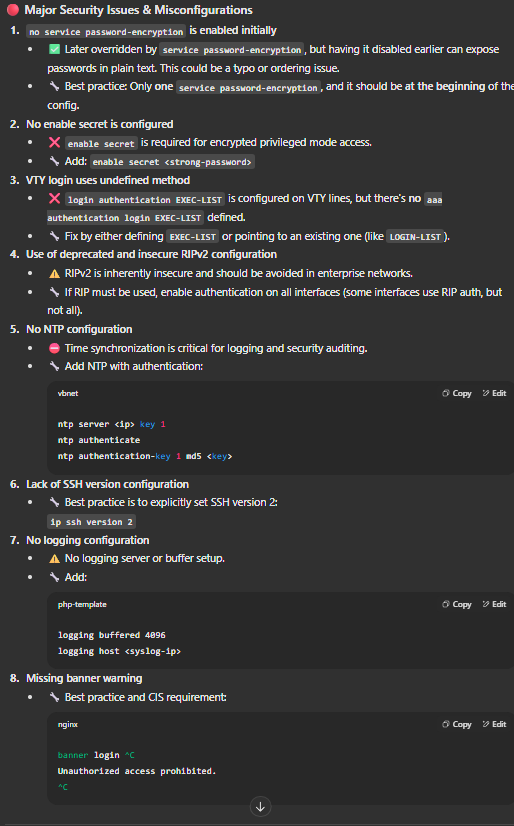 Major Security Issues & Misconfigurations
1. no service password-encryption is enabled initially
Later overridden by service password-encryption, but having it disabled earlier can expose
passwords in plain text. This could be a typo or ordering issue.
Best practice: Only one service password-encryption, and it should be at the beginning of the
config.
2. No enable secret is configured
enable secret is required for encrypted privileged mode access.
Add: enable secret <strong-password>
3. VTY login uses undefined method
login authentication EXEC-LIST is configured on VTY lines, but there's no aaa
authentication login EXEC-LIST defined.
Fix by either defining EXEC-LIST or pointing to an existing one (like LOGIN-LIST).
4. Use of deprecated and insecure RIPv2 configuration
RIPv2 is inherently insecure and should be avoided in enterprise networks.
If RIP must be used, enable authentication on all interfaces (some interfaces use RIP auth, but
not all).
5. No NTP configuration
Time synchronization is critical for logging and security auditing.
Add NTP with authentication:
vbnet Copy Edit
ntp server <ip> key 1
ntp authenticate
ntp authentication-key 1 md5 <key>
6. Lack of SSH version configuration
Best practice is to explicitly set SSH version 2:
ip ssh version 2
7. No logging configuration
No logging server or buffer setup.
Add:
php-template Copy Edit
logging buffered 4096
logging host <syslog-ip>
8. Missing banner warning
Best practice and CIS requirement:
nginx Copy Edit
banner login ^C
Unauthorized access prohibited.
^C